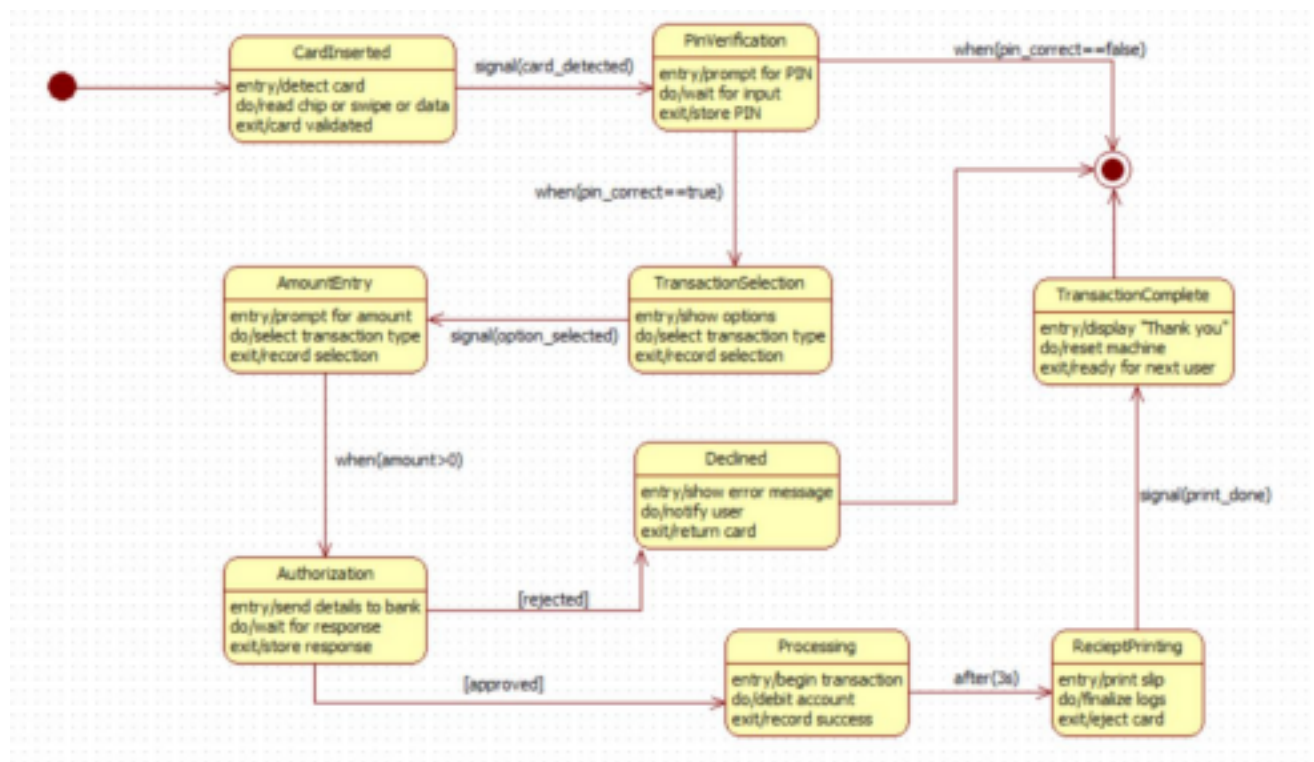 CardInserted
entry/detect card
do/read chip or swipe or data
exit/card validated
signal(card_detected)
PinVerification
entry/prompt for PIN
do/wait for input
exit/store PIN
when(pin_correct==false)
when(pin_correct==true)
AmountEntry
entry/prompt for amount
do/select transaction type
exit/record selection
signal(option_selected)
TransactionSelection
entry/show options
do/select transaction type
exit/record selection
TransactionComplete
entry/display "Thank you"
do/reset machine
exit/ready for next user
when(amount>0)
Declined
entry/show error message
do/notify user
exit/return card
signal(print_done)
Authorization
entry/send details to bank
do/wait for response
exit/store response
[rejected]
[approved]
Processing
entry/begin transaction
do/debit account
exit/record success
after(3s)
RecieptPrinting
entry/print slip
do/finalize logs
exit/eject card